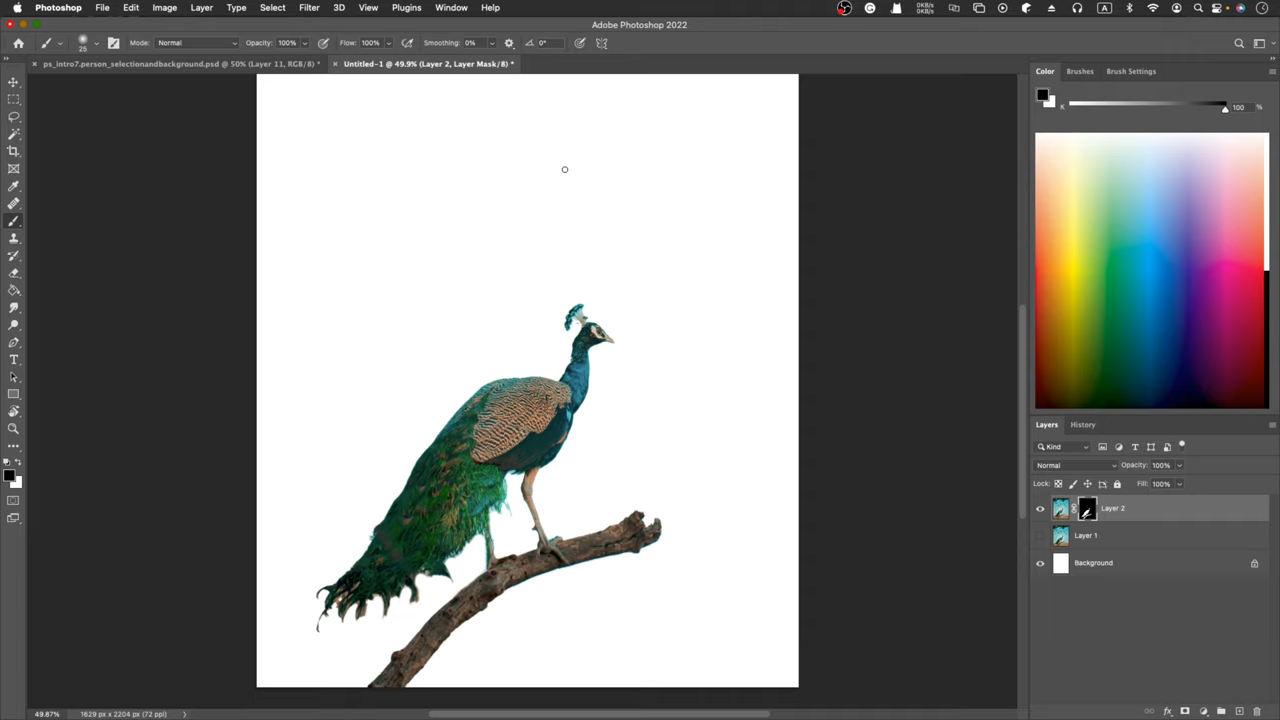 Photoshop File Edit Image Layer Type Select Filter 3D View Plugins Window Help
0KB/s
0KB/s
A
Adobe Photoshop 2022
25 Mode: Normal Opacity: 100% Flow: 100% Smoothing: 0% 0°
ps_intro7.person_selectionandbackground.psd @ 50% (Layer 11, RGB/8) *
Untitled-1 @ 49.9% (Layer 2, Layer Mask/8) *
Color Brushes Brush Settings
K 100 %
Layers History
Kind
Normal Opacity: 100%
Lock: Fill: 100%
Layer 2
Layer 1
Background
49.87% 1629 px x 2204 px (72 ppi)